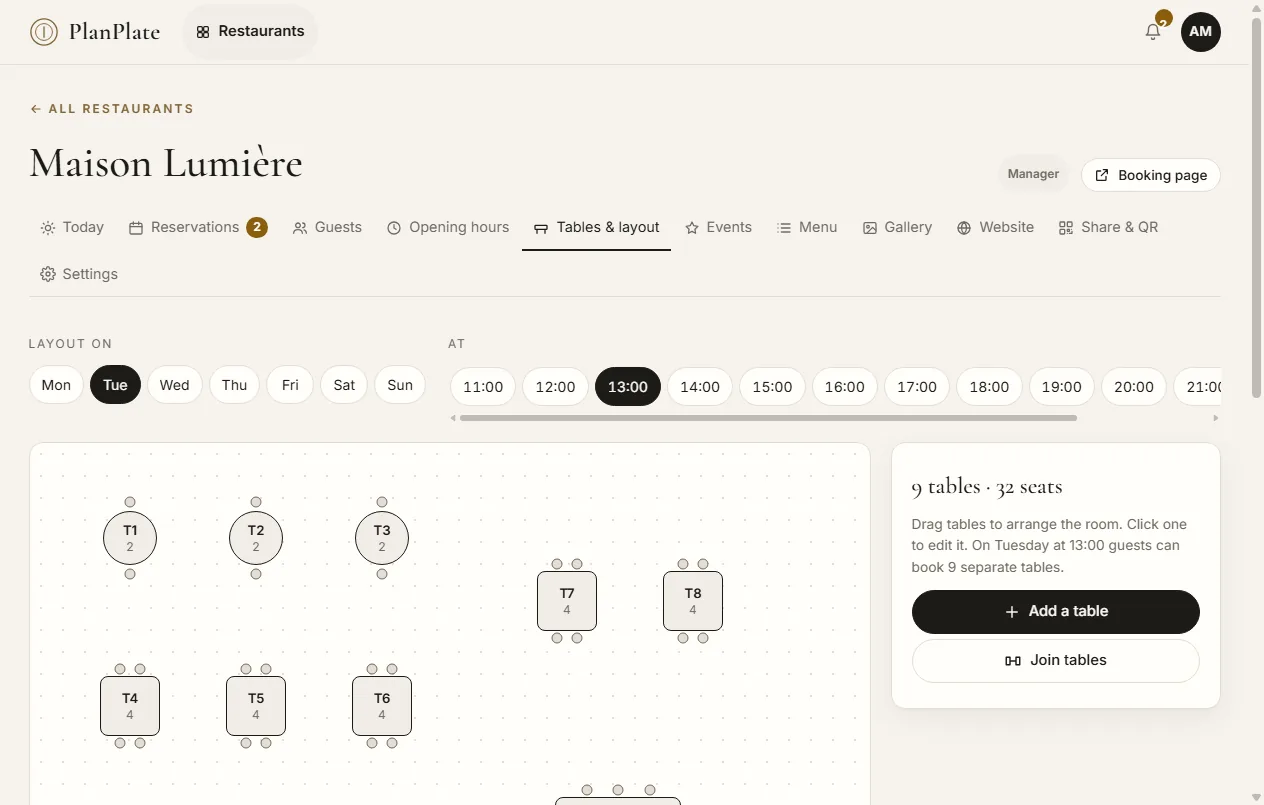 PlanPlate
Restaurants
2
AM
← ALL RESTAURANTS
Maison Lumière
Manager
Booking page
Today
Reservations 2
Guests
Opening hours
Tables & layout
Events
Menu
Gallery
Website
Share & QR
Settings
LAYOUT ON
Mon
Tue
Wed
Thu
Fri
Sat
Sun
AT
11:00
12:00
13:00
14:00
15:00
16:00
17:00
18:00
19:00
20:00
21:00
T1
2
T2
2
T3
2
T7
4
T8
4
T4
4
T5
4
T6
4
9 tables · 32 seats
Drag tables to arrange the room. Click one
to edit it. On Tuesday at 13:00 guests can
book 9 separate tables.
+ Add a table
Join tables